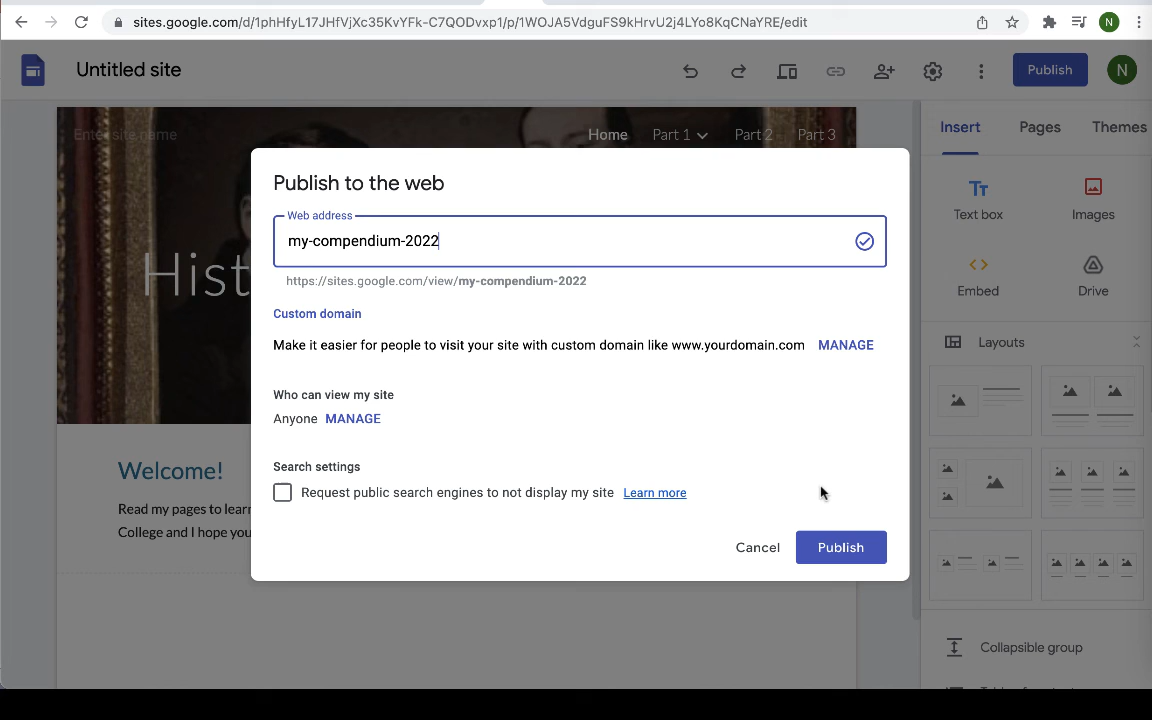 sites.google.com/d/1phHfyL17JHfVjXc35KvYFk-C7QODvxp1/p/1WOJA5VdguFS9kHrvU2j4LYo8KqCNaYRE/edit
N
Untitled site
Publish
N
Enter site name
Home Part 1 Part 2 Part 3
Insert Pages Themes
Publish to the web
Web address
my-compendium-2022
https://sites.google.com/view/my-compendium-2022
Custom domain
Make it easier for people to visit your site with custom domain like www.yourdomain.com MANAGE
Who can view my site
Anyone MANAGE
Search settings
Request public search engines to not display my site Learn more
Cancel Publish
Hist
Welcome!
Read my pages to lear
College and I hope you
Tt
Text box Images
Embed Drive
Layouts
Collapsible group